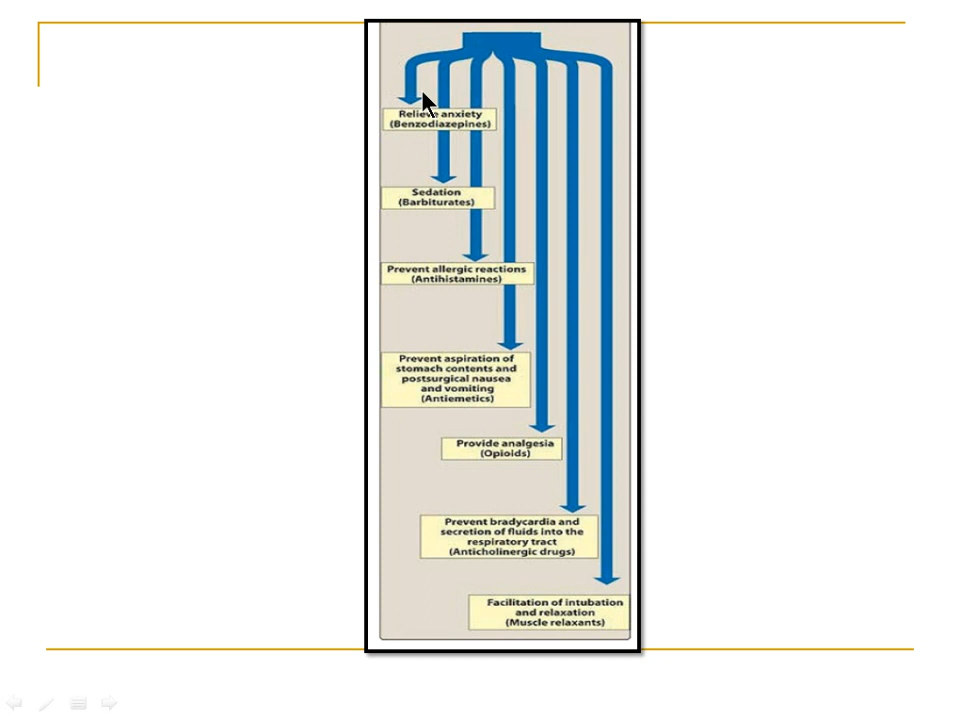 Relieve anxiety
(Benzodiazepines)
Sedation
(Barbiturates)
Prevent allergic reactions
(Antihistamines)
Prevent aspiration of
stomach contents and
postsurgical nausea
and vomiting
(Antiemetics)
Provide analgesia
(Opioids)
Prevent bradycardia and
secretion of fluids into the
respiratory tract
(Anticholinergic drugs)
Facilitation of intubation
and relaxation
(Muscle relaxants)